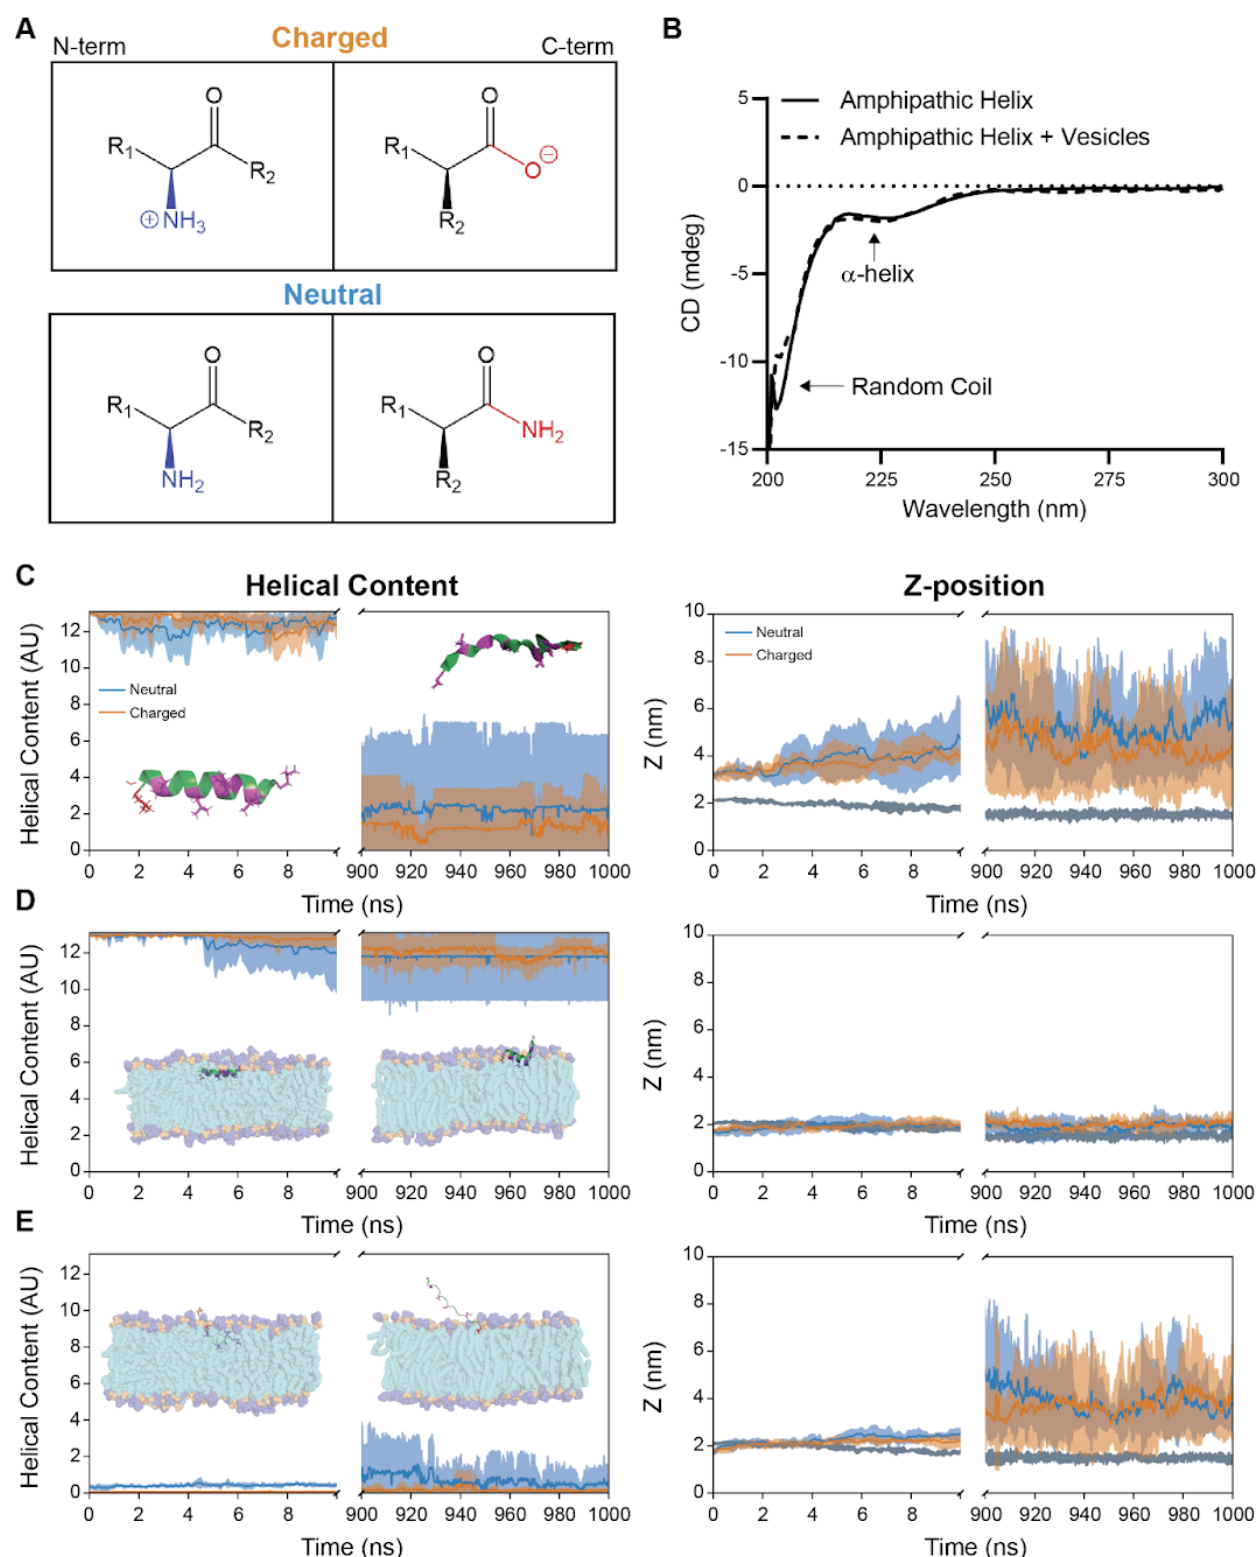 A
N-term
Charged
C-term
O
R1
R2
⊕ NH3
O
R1
O ⊖
R2
Neutral
O
R1
R2
NH2
O
R1
NH2
R2
B
Amphipathic Helix
Amphipathic Helix + Vesicles
5
0
-5
-10
-15
CD (mdeg)
α-helix
Random Coil
200 225 250 275 300
Wavelength (nm)
C
Helical Content
Z-position
Helical Content (AU)
12
10
8
6
4
2
0
Neutral
Charged
0 2 4 6 8 900 920 940 960 980 1000
Time (ns)
Z (nm)
10
8
6
4
2
0
Neutral
Charged
0 2 4 6 8 900 920 940 960 980 1000
Time (ns)
D
Helical Content (AU)
12
10
8
6
4
2
0
0 2 4 6 8 900 920 940 960 980 1000
Time (ns)
Z (nm)
10
8
6
4
2
0
0 2 4 6 8 900 920 940 960 980 1000
Time (ns)
E
Helical Content (AU)
12
10
8
6
4
2
0
0 2 4 6 8 900 920 940 960 980 1000
Time (ns)
Z (nm)
10
8
6
4
2
0
0 2 4 6 8 900 920 940 960 980 1000
Time (ns)